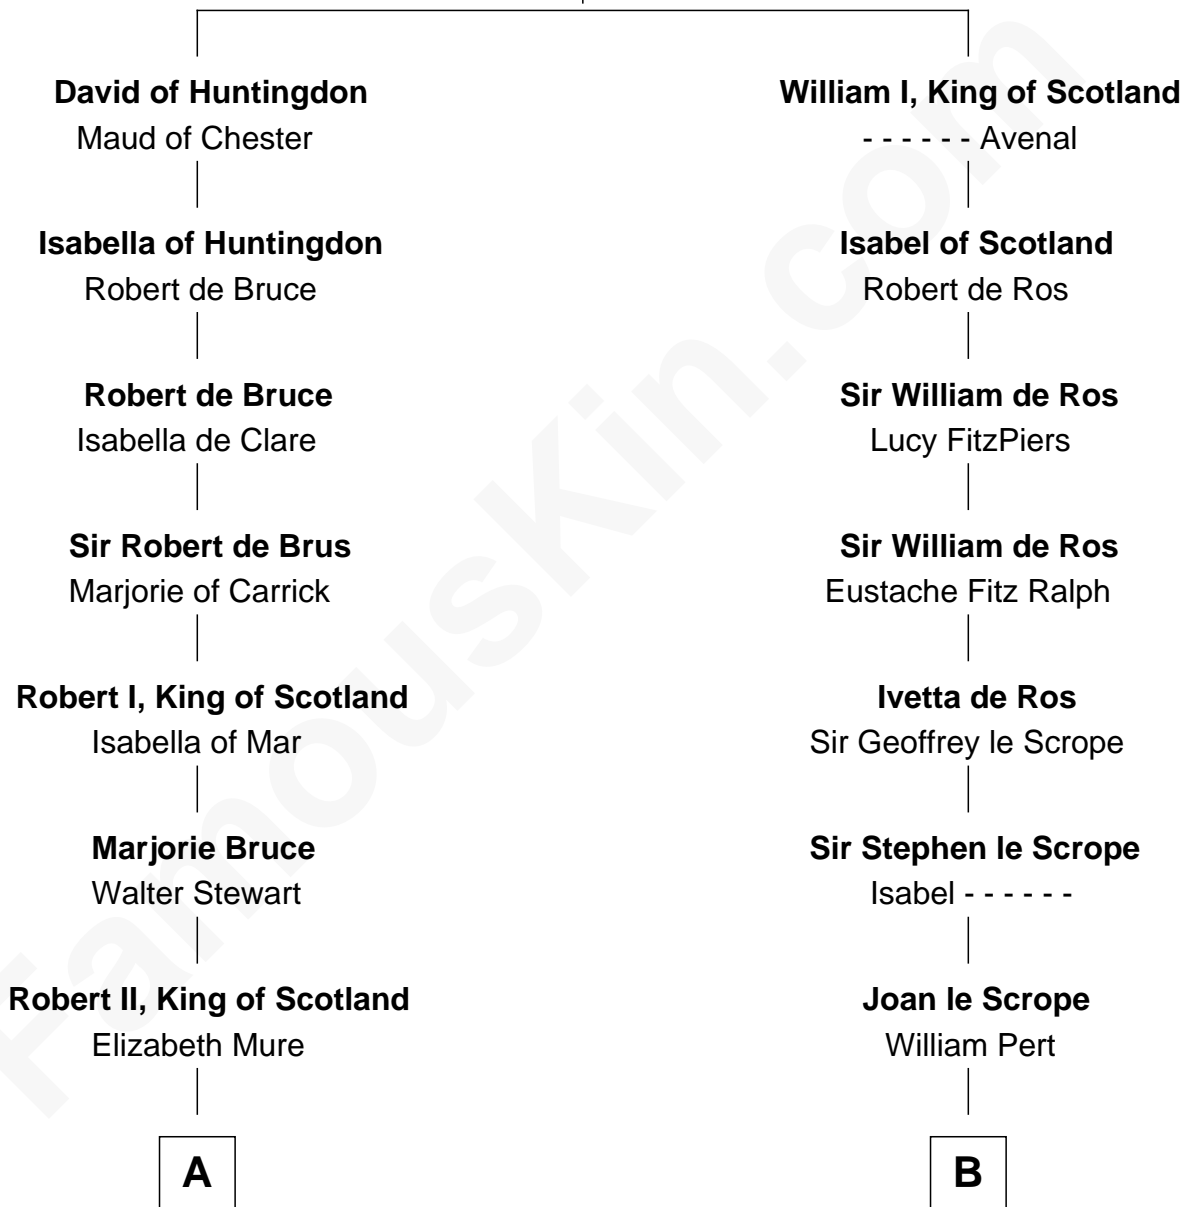 David of Huntingdon
Maud of Chester
Isabella of Huntingdon
Robert de Bruce
Robert de Bruce
Isabella de Clare
Sir Robert de Brus
Marjorie of Carrick
Robert I, King of Scotland
Isabella of Mar
Marjorie Bruce
Walter Stewart
Robert II, King of Scotland
Elizabeth Mure
A
William I, King of Scotland
- - - - - - Avenal
Isabel of Scotland
Robert de Ros
Sir William de Ros
Lucy FitzPiers
Sir William de Ros
Eustache Fitz Ralph
Ivetta de Ros
Sir Geoffrey le Scrope
Sir Stephen le Scrope
Isabel - - - - - -
Joan le Scrope
William Pert
B
FamousKin.com